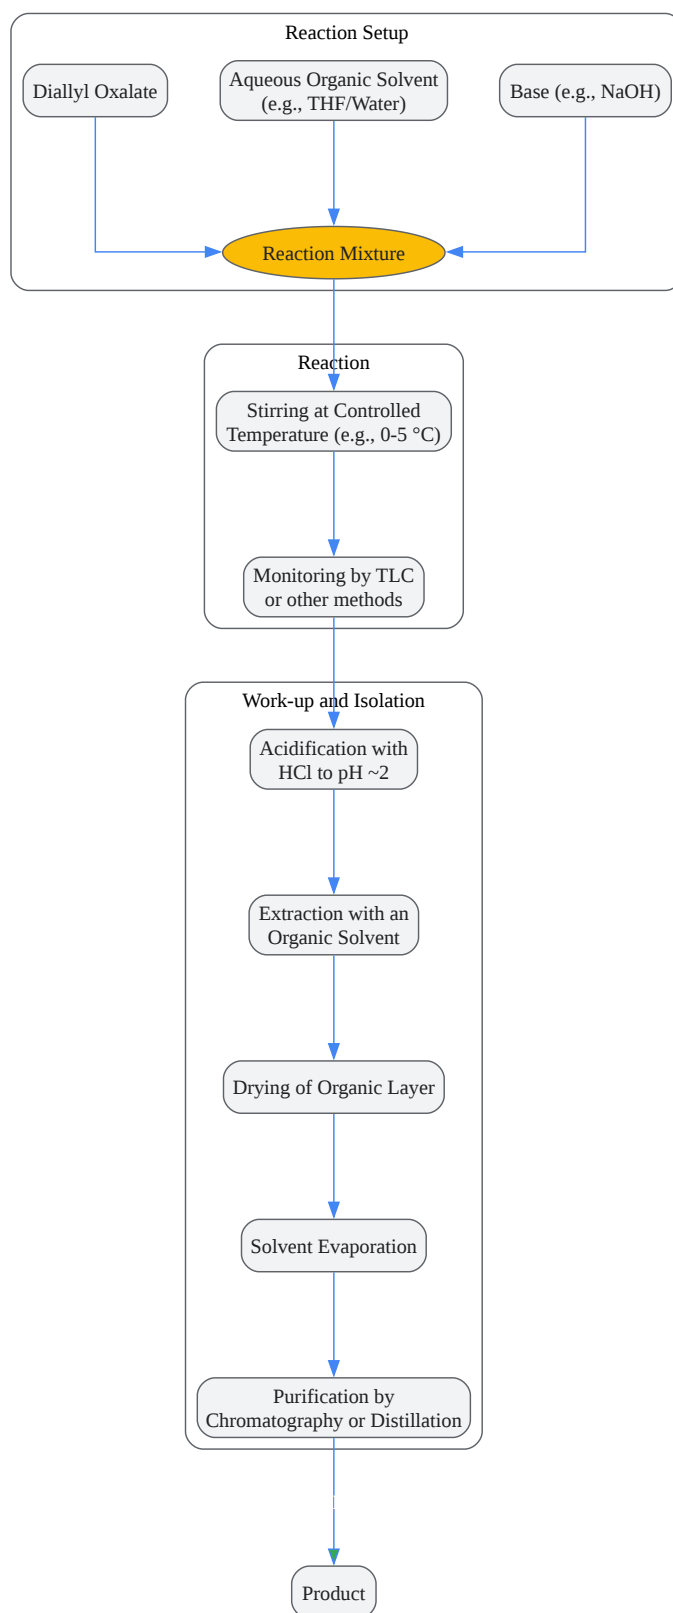 Reaction Setup
Diallyl Oxalate
Aqueous Organic Solvent
(e.g., THF/Water)
Base (e.g., NaOH)
Reaction Mixture
Reaction
Stirring at Controlled
Temperature (e.g., 0-5 °C)
Monitoring by TLC
or other methods
Work-up and Isolation
Acidification with
HCl to pH ~2
Extraction with an
Organic Solvent
Drying of Organic Layer
Solvent Evaporation
Purification by
Chromatography or Distillation
Product